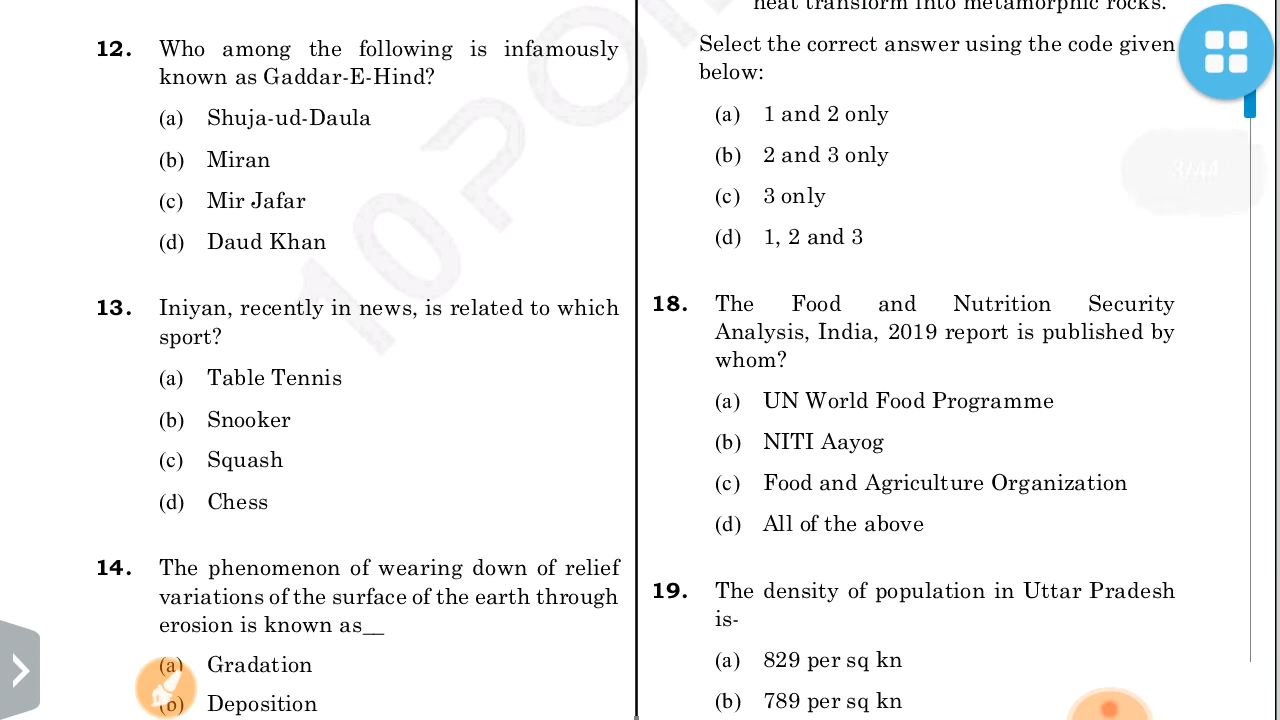 12. Who among the following is infamously
known as Gaddar-E-Hind?
(a) Shuja-ud-Daula
(b) Miran
(c) Mir Jafar
(d) Daud Khan
13. Iniyan, recently in news, is related to which
sport?
(a) Table Tennis
(b) Snooker
(c) Squash
(d) Chess
14. The phenomenon of wearing down of relief
variations of the surface of the earth through
erosion is known as__
(a) Gradation
(b) Deposition
heat transform into metamorphic rocks.
Select the correct answer using the code given
below:
(a) 1 and 2 only
(b) 2 and 3 only
(c) 3 only
(d) 1, 2 and 3
18. The Food and Nutrition Security
Analysis, India, 2019 report is published by
whom?
(a) UN World Food Programme
(b) NITI Aayog
(c) Food and Agriculture Organization
(d) All of the above
19. The density of population in Uttar Pradesh
is-
(a) 829 per sq kn
(b) 789 per sq kn
3/44